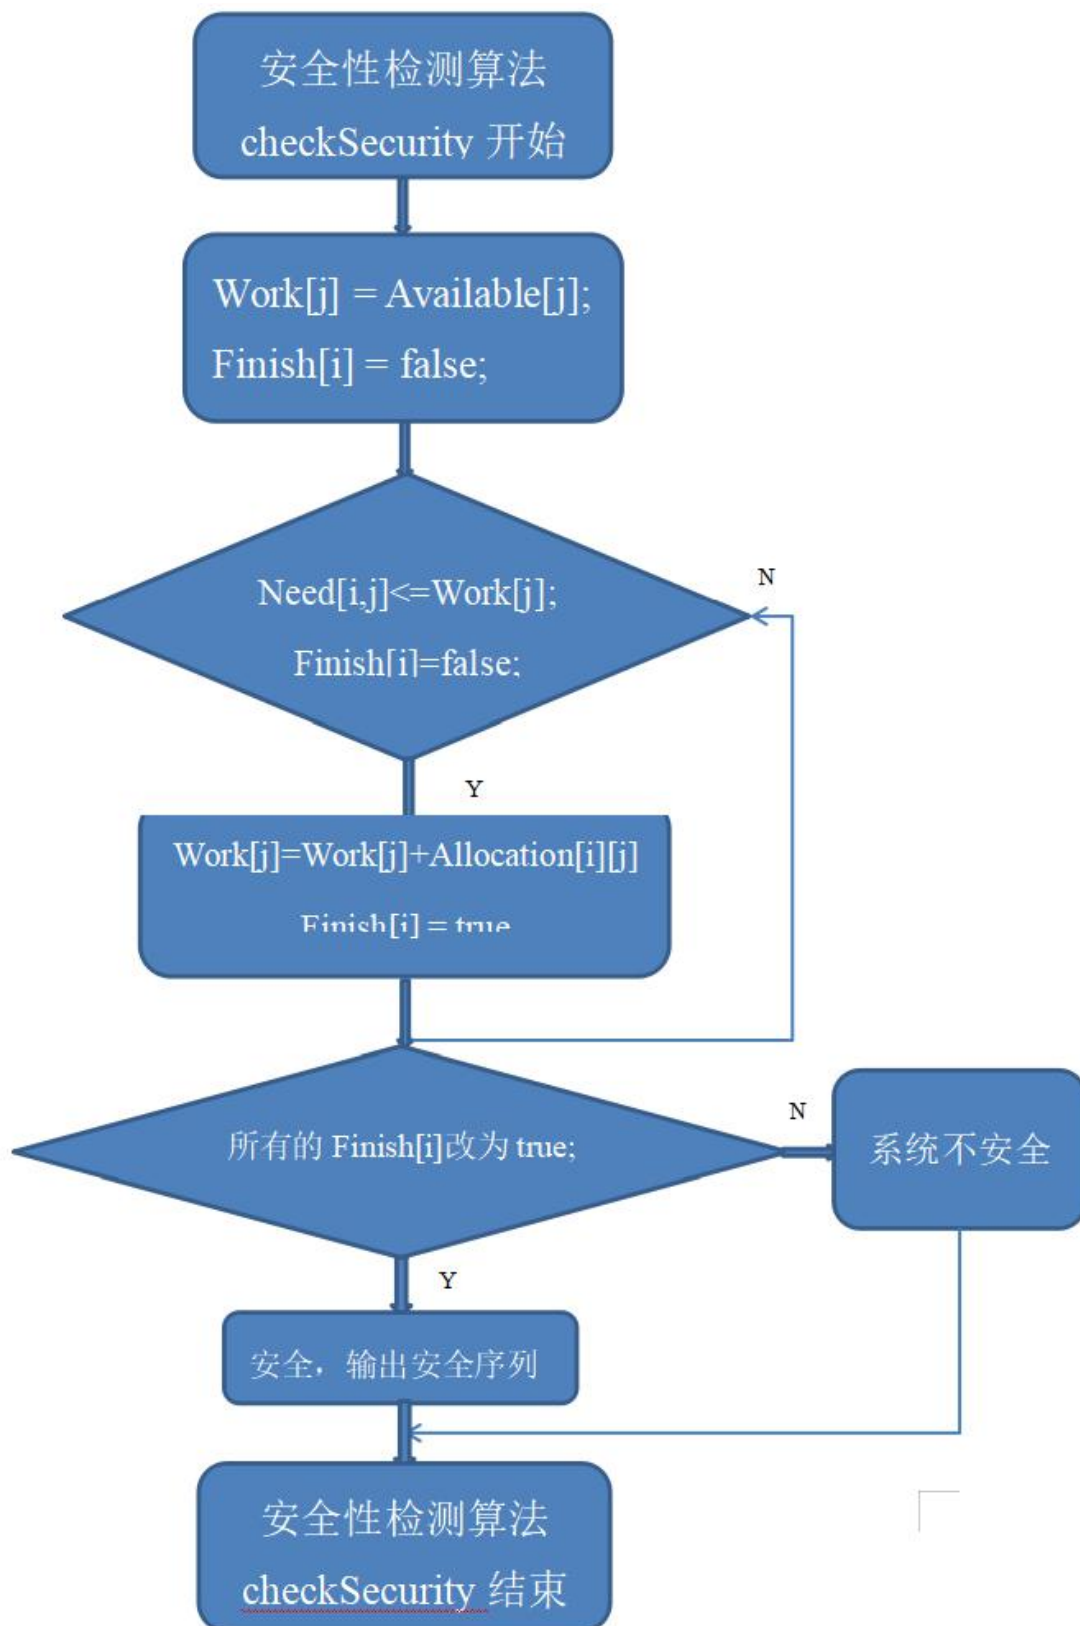 安全性检测算法
checkSecurity 开始
Work[j] = Available[j];
Finish[i] = false;
Need[i,j]<=Work[j];
N
Finish[i]=false;
Y
Work[j]=Work[j]+Allocation[i][j]
Finish[i] = true
所有的 Finish[i]改为 true;
N
系统不安全
Y
安全，输出安全序列
安全性检测算法
checkSecurity 结束